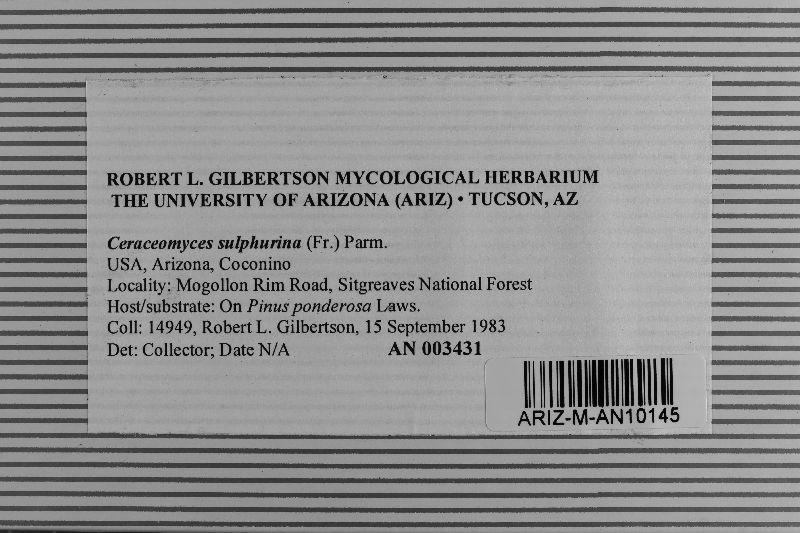 ROBERT L. GILBERTSON MYCOLOGICAL HERBARIUM
THE UNIVERSITY OF ARIZONA (ARIZ) • TUCSON, AZ
Ceraceomyces sulphurina (Fr.) Parm.
USA, Arizona, Coconino
Locality: Mogollon Rim Road, Sitgreaves National Forest
Host/substrate: On Pinus ponderosa Laws.
Coll: 14949, Robert L. Gilbertson, 15 September 1983
Det: Collector; Date N/A AN 003431
ARIZ-M-AN10145